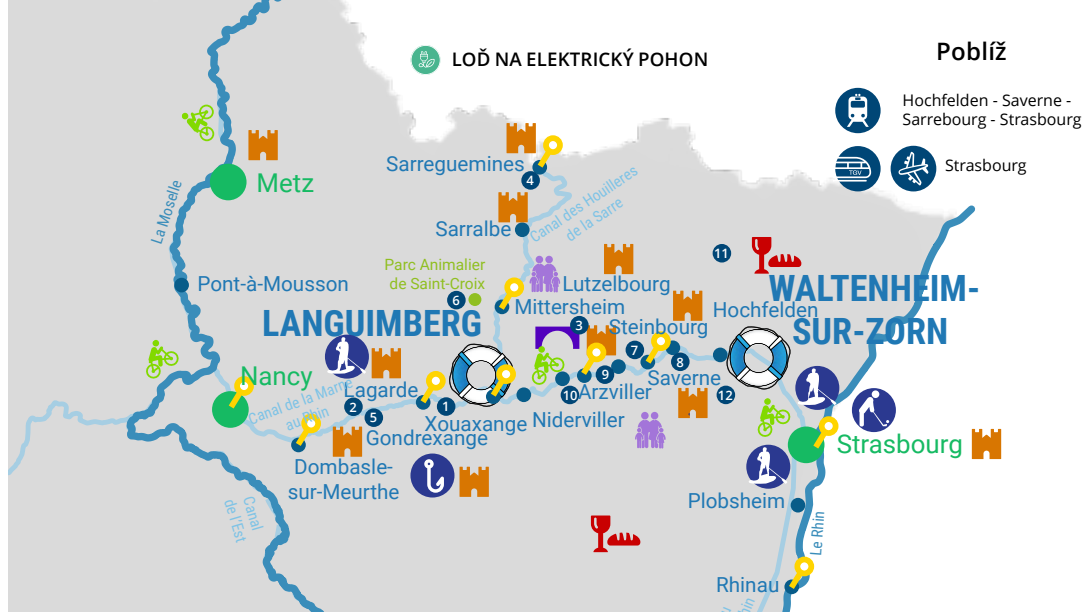 LOĎ NA ELEKTRICKÝ POHON
Poblíž
Hochfelden - Saverne -
Sarrebourg - Strasbourg
TGV
Strasbourg
Metz
La Moselle
Pont-à-Mousson
Sarreguemines
4
Canal des Houilleres
de la Sarre
Sarralbe
Parc Animalier
de Saint-Croix
6
Mittersheim
Lutzelbourg
11
WALTENHEIM-
SUR-ZORN
LANGUIMBERG
3
Steinbourg
Hochfelden
7
8
Saverne
12
9
10
Arzviller
Niderviller
Nancy
Canal de la Marne
au Rhin
Lagarde
2
5
1
Xouaxange
Gondrexange
Dombasle-
sur-Meurthe
Canal
de l'Est
Strasbourg
Plobsheim
Le Rhin
Rhinau